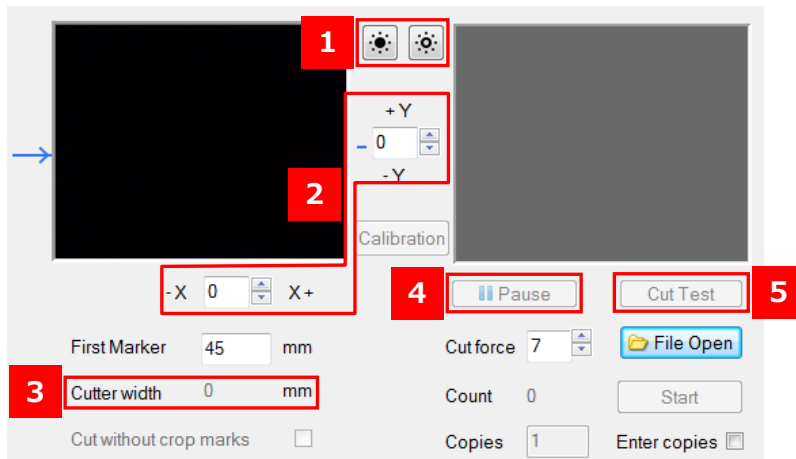 1
+ Y
- 0
- Y
2
Calibration
- X 0 X +
4 Pause Cut Test 5
First Marker 45 mm Cut force 7 File Open
3 Cutter width 0 mm Count 0 Start
Cut without crop marks Copies 1 Enter copies